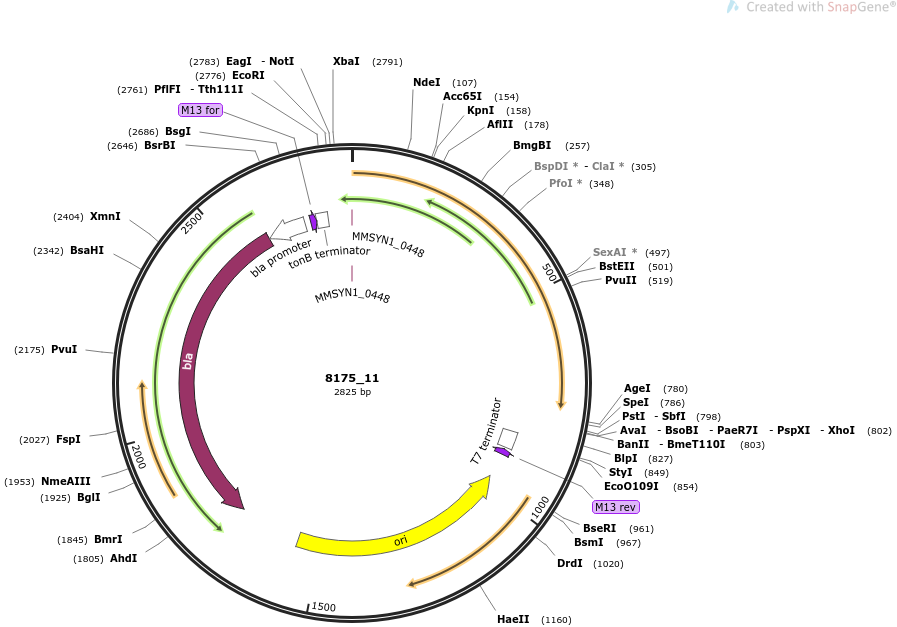 Created with SnapGene®
(2783) EagI - NotI
XbaI (2791)
(2776) EcoRI
NdeI (107)
(2761) PflFI - Tth111I
Acc65I (154)
M13 for
KpnI (158)
AflII (178)
(2686) BsgI
(2646) BsrBI
BmgBI (257)
BspDI * - ClaI * (305)
PfoI * (348)
(2404) XmnI
2500
MMSYN1_0448
bla promoter
tonB terminator
(2342) BsaHI
SexAI * (497)
500
BstEII (501)
PvuII (519)
MMSYN1_0448
(2175) PvuI
bla
8175_11
2825 bp
AgeI (780)
SpeI (786)
PstI - SbfI (798)
AvaI - BsoBI - PaeR7I - PspXI - XhoI (802)
T7 terminator
(2027) FspI
BanII - BmeT110I (803)
2000
BlpI (827)
StyI (849)
(1953) NmeAIII
EcoO109I (854)
(1925) BglI
M13 rev
1000
BseRI (961)
(1845) BmrI
ori
BsmI (967)
(1805) AhdI
DrdI (1020)
1500
HaeII (1160)